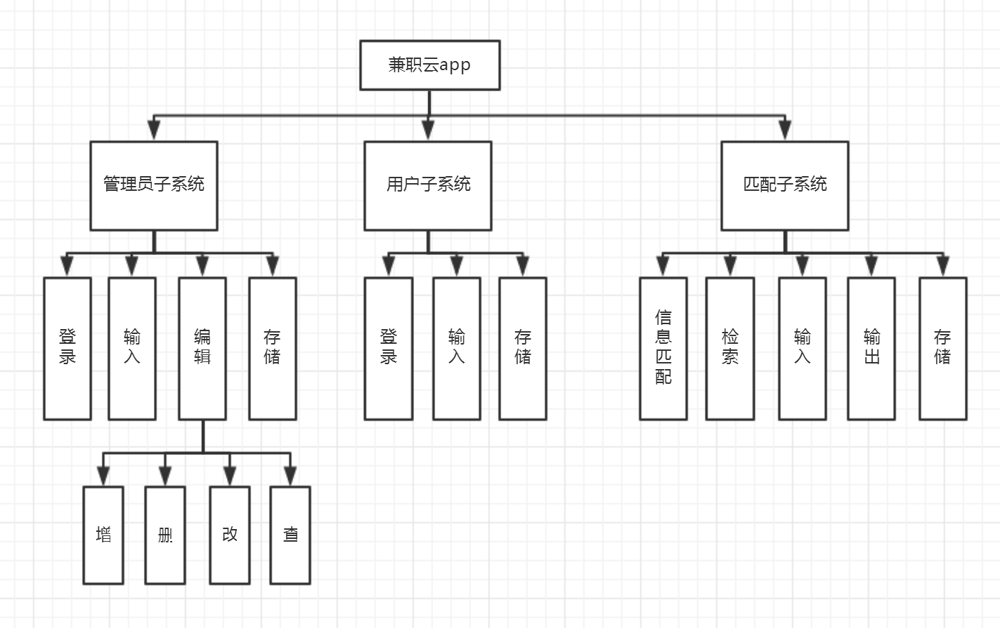 兼职云app
管理员子系统
用户子系统
匹配子系统
登录
输入
编辑
存储
登录
输入
存储
信息匹配
检索
输入
输出
存储
增
删
改
查